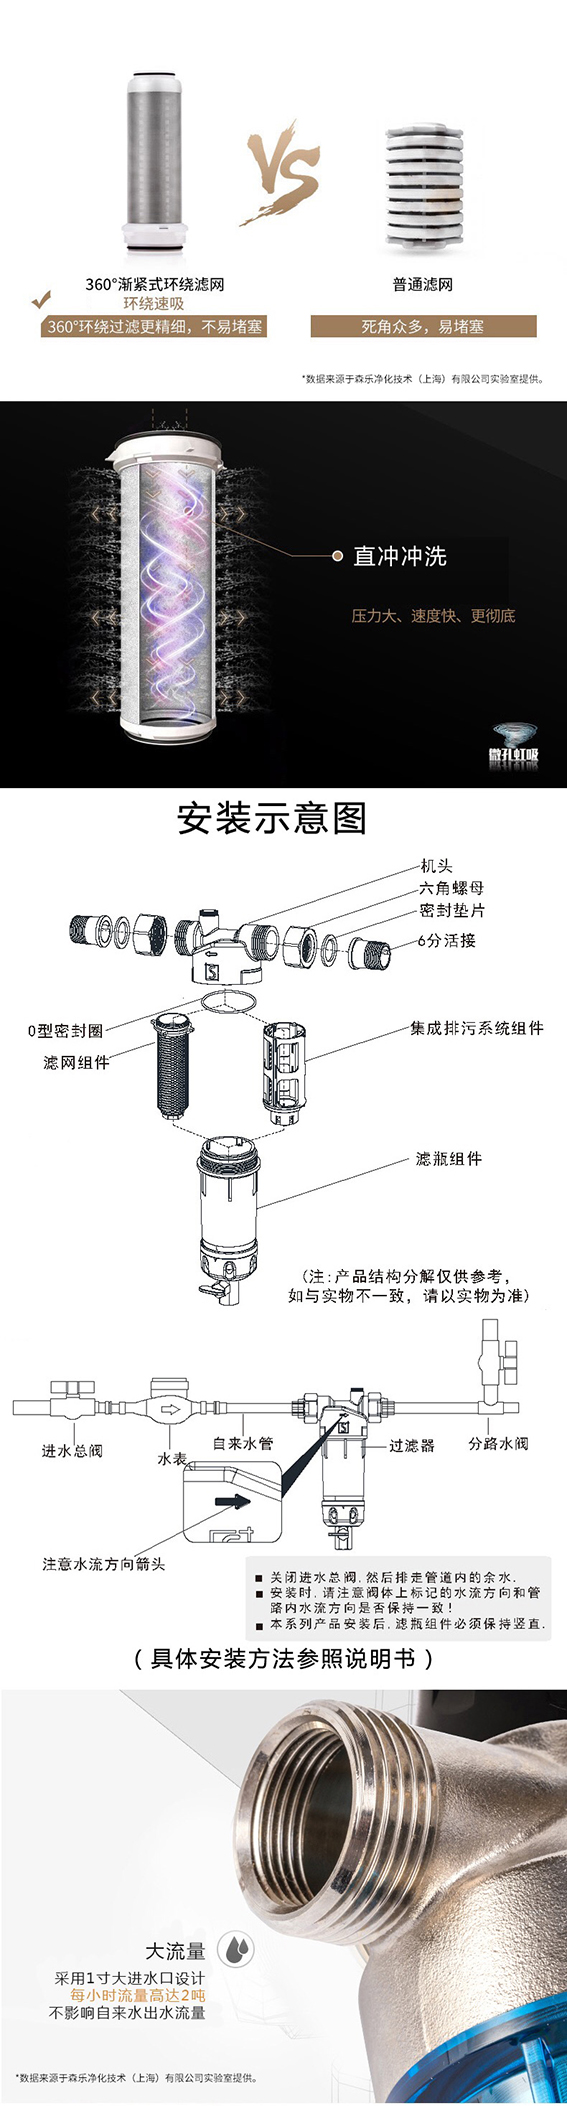 VS
360°渐紧式环绕滤网
环绕速吸
360°环绕过滤更精细，不易堵塞
普通滤网
死角众多，易堵塞
*数据来源于森乐净化技术（上海）有限公司实验室提供。
直冲冲洗
压力大、速度快、更彻底
微孔虹吸
安装示意图
机头
六角螺母
密封垫片
6分活接
O型密封圈
滤网组件
集成排污系统组件
滤瓶组件
(注:产品结构分解仅供参考，
如与实物不一致，请以实物为准)
进水总阀
水表
自来水管
过滤器
分路水阀
注意水流方向箭头
■ 关闭进水总阀,然后排走管道内的余水.
■ 安装时,请注意阀体上标记的水流方向和管
路内水流方向是否保持一致！
■ 本系列产品安装后,滤瓶组件必须保持竖直.
（具体安装方法参照说明书）
大流量
采用1寸大进水口设计
每小时流量高达2吨
不影响自来水出水流量
*数据来源于森乐净化技术（上海）有限公司实验室提供。